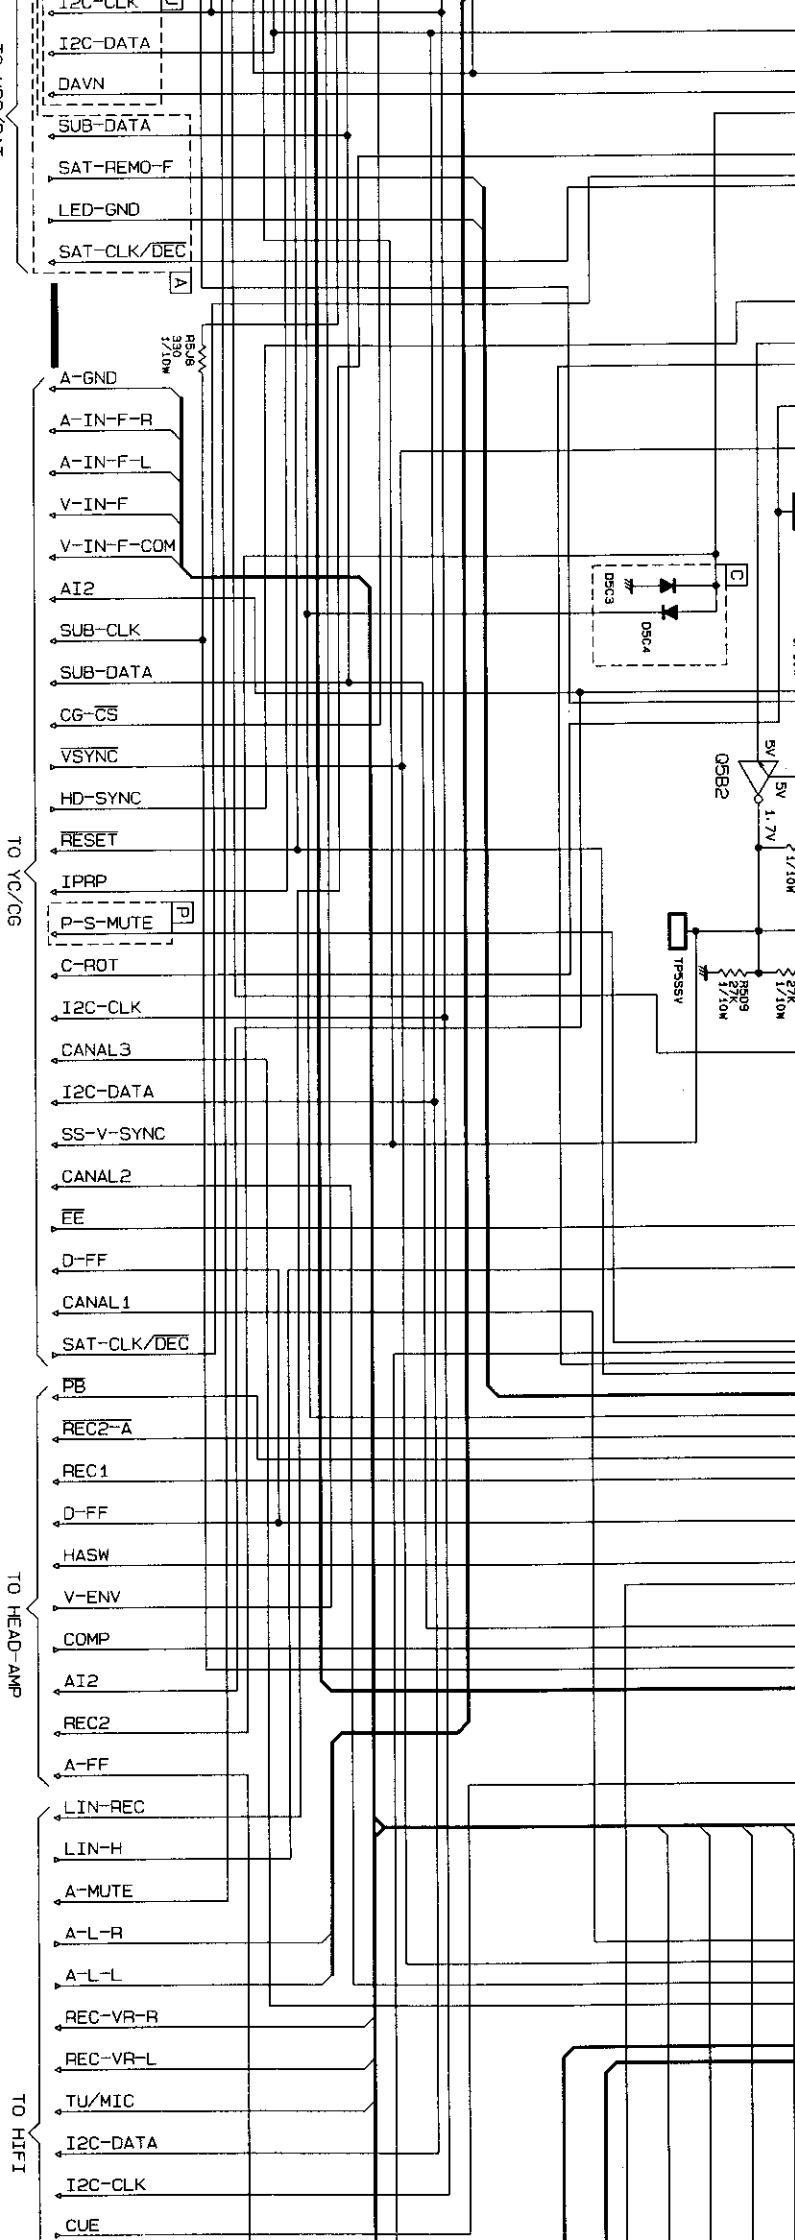 I2C-CLK
I2C-DATA
DAVN
SUB-DATA
SAT-REMO-F
LED-GND
SAT-CLK/DEC
A
R5J8
330
1/10W
A-GND
A-IN-F-R
A-IN-F-L
V-IN-F
V-IN-F-COM
AI2
SUB-CLK
SUB-DATA
CG-CS
VSYNC
HD-SYNC
RESET
IPRP
P-S-MUTE
P
C-ROT
I2C-CLK
CANAL3
I2C-DATA
SS-V-SYNC
CANAL2
EE
D-FF
CANAL1
SAT-CLK/DEC
TO YC/CG
C
D5C3
D5C4
Q5B2
5V
5V
1.7V
1/10W
TP5SSV
R5D9
27K
1/10W
27K
1/10W
PB
REC2-A
REC1
D-FF
HASW
V-ENV
COMP
AI2
REC2
A-FF
TO HEAD-AMP
LIN-REC
LIN-H
A-MUTE
A-L-R
A-L-L
REC-VR-R
REC-VR-L
TU/MIC
I2C-DATA
I2C-CLK
CUE
TO HIFI